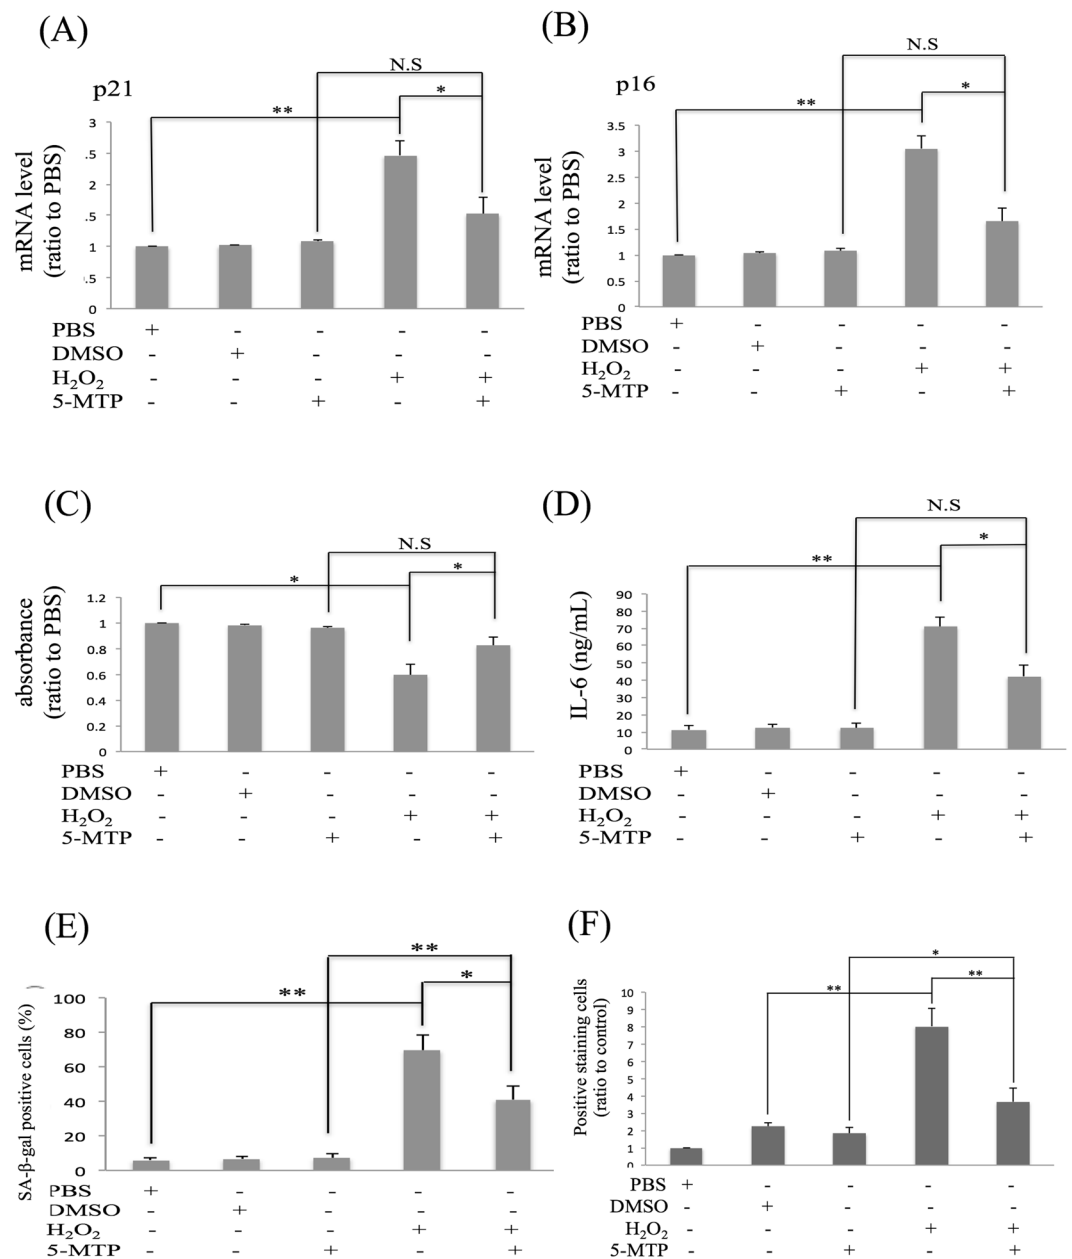 (A)
p21
N.S
*
**
mRNA level
(ratio to PBS)
3
.5
2
.5
1
.5
0
PBS + - - - -
DMSO - + - - -
H₂O₂ - - - + +
5-MTP - - + - +
(B)
p16
N.S
*
**
mRNA level
(ratio to PBS)
3.5
3
2.5
2
1.5
1
0.5
0
PBS + - - - -
DMSO - + - - -
H₂O₂ - - - + +
5-MTP - - + - +
(C)
N.S
*
*
absorbance
(ratio to PBS)
1.2
1
0.8
0.6
0.4
0.2
0
PBS + - - - -
DMSO - + - - -
H₂O₂ - - - + +
5-MTP - - + - +
(D)
N.S
*
**
IL-6 (ng/mL)
90
80
70
60
50
40
30
20
10
0
PBS + - - - -
DMSO - + - - -
H₂O₂ - - - + +
5-MTP - - + - +
(E)
**
*
**
SA-β-gal positive cells (%)
100
80
60
40
20
0
PBS + - - - -
DMSO - + - - -
H₂O₂ - - - + +
5-MTP - - + - +
(F)
*
**
**
Positive staining cells
(ratio to control)
10
9
8
7
6
5
4
3
2
1
0
PBS + - - - -
DMSO - + - - -
H₂O₂ - - - + +
5-MTP - - + - +